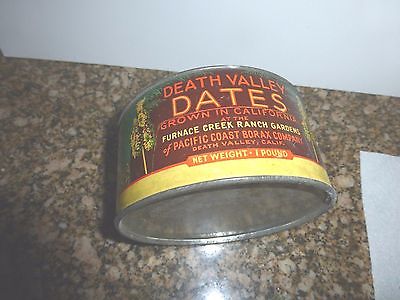 DEATH VALLEY
DATES
GROWN IN CALIFORNIA
AT THE
FURNACE CREEK RANCH GARDENS
of PACIFIC COAST BORAX COMPANY
DEATH VALLEY, CALIF.
NET WEIGHT - 1 POUND